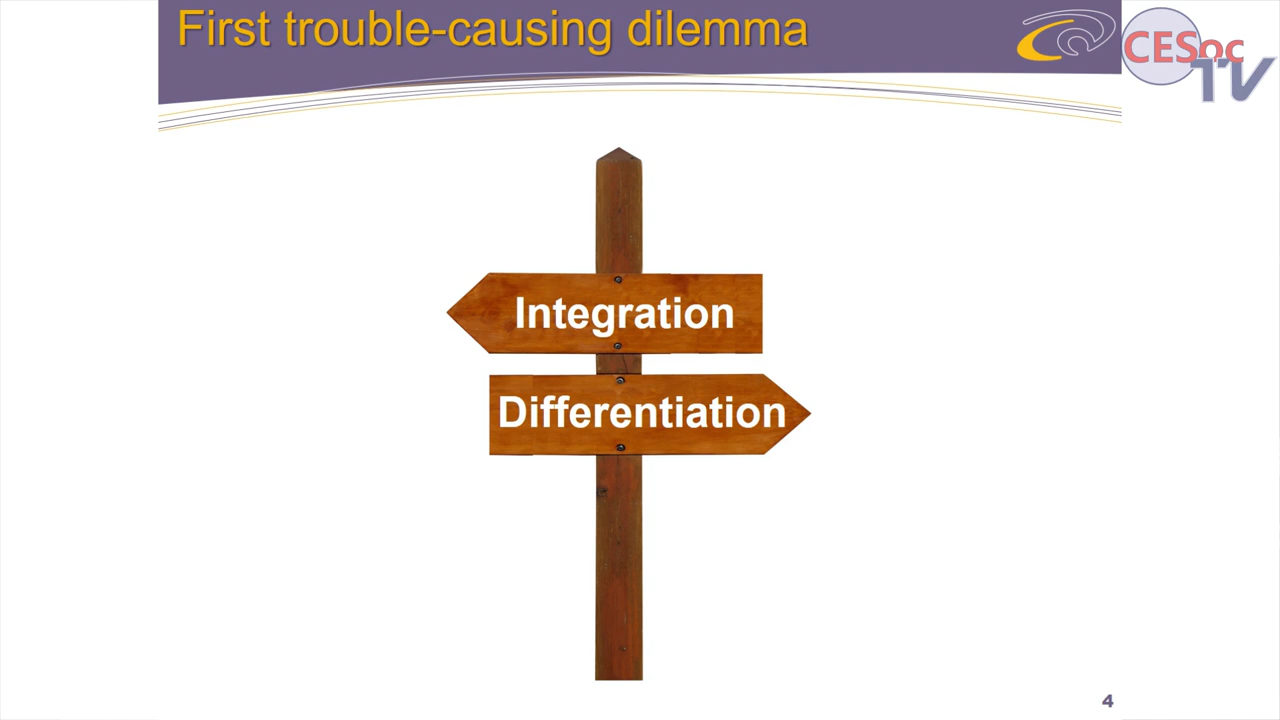 First trouble-causing dilemma
CESoc
TV
Integration
Differentiation
4